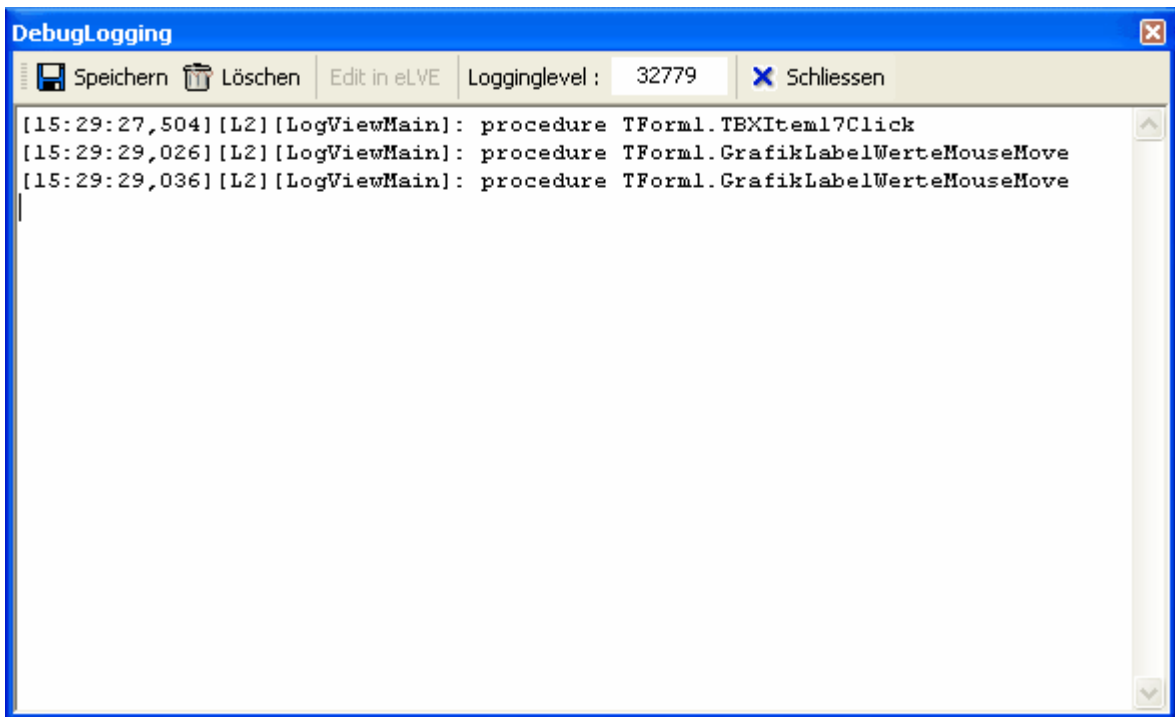 DebugLogging
Speichern Löschen Edit in eLVE Logginglevel : 32779 Schliessen
[15:29:27,504][L2][LogViewMain]: procedure TForm1.TBXItem17Click
[15:29:29,026][L2][LogViewMain]: procedure TForm1.GrafikLabelWerteMouseMove
[15:29:29,036][L2][LogViewMain]: procedure TForm1.GrafikLabelWerteMouseMove